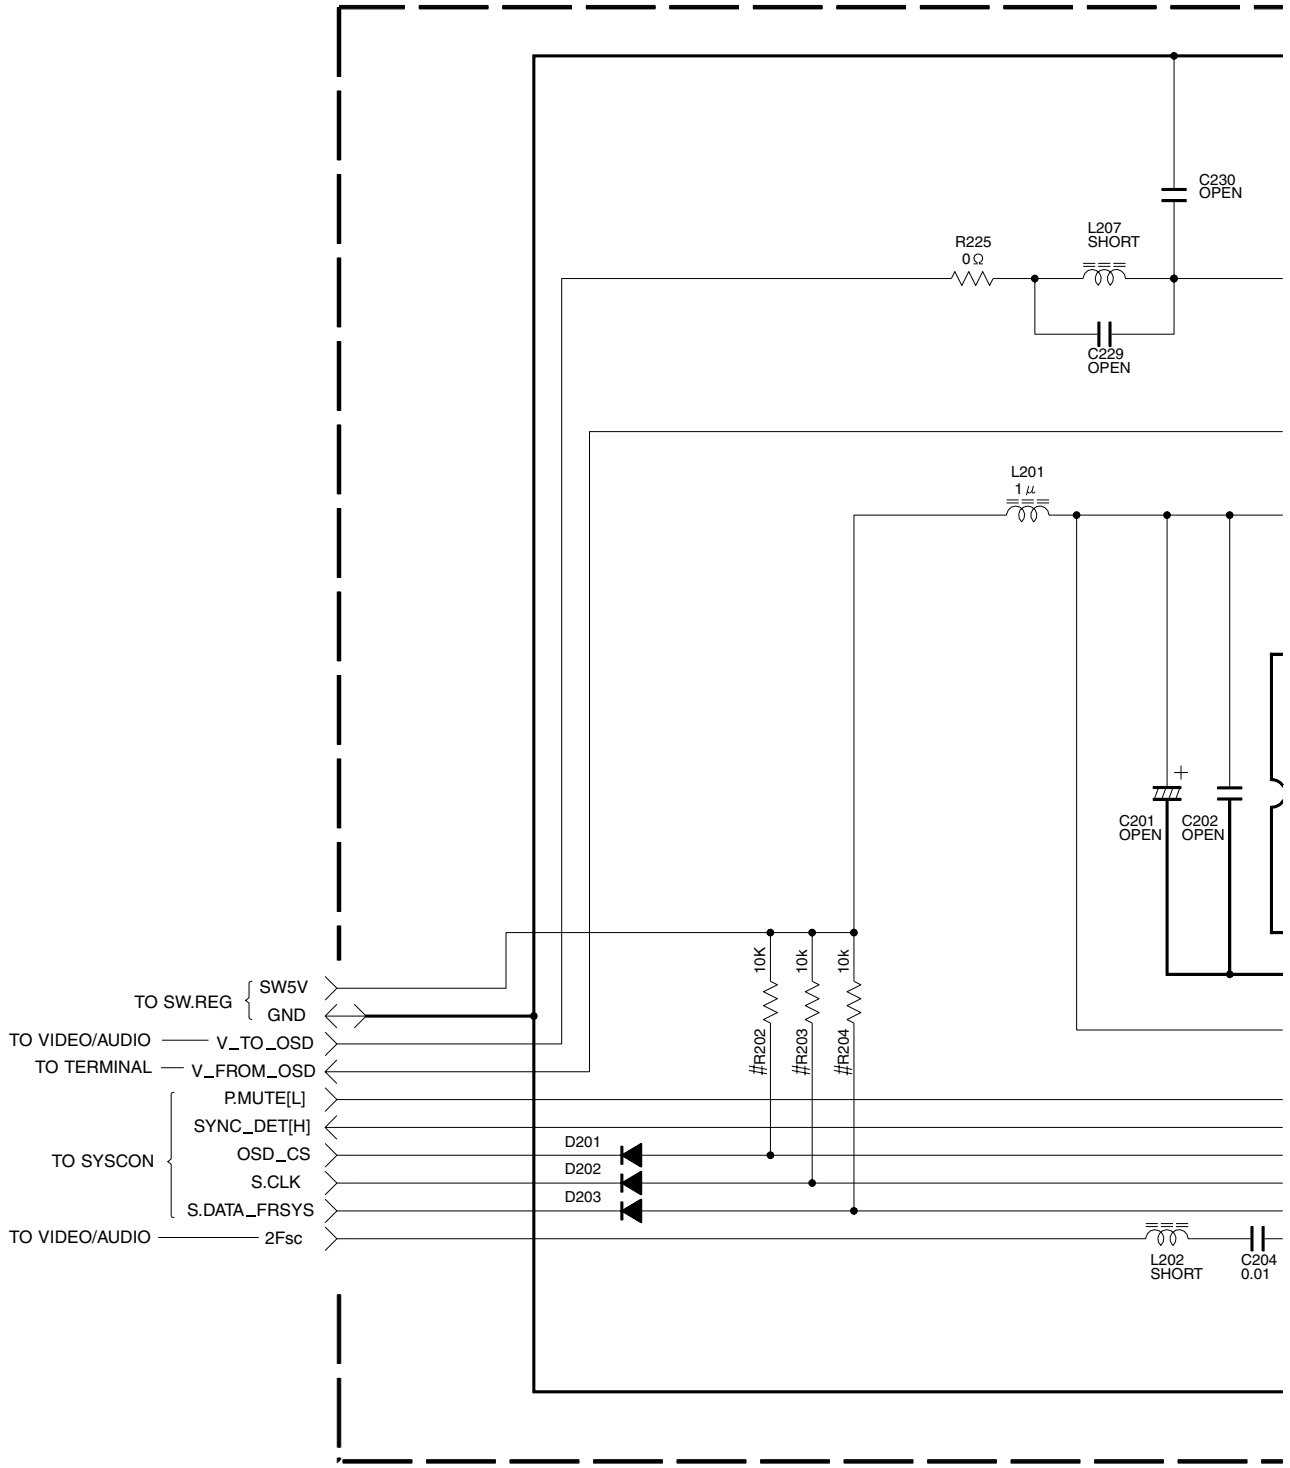 C230
OPEN
L207
SHORT
R225
0Ω
C229
OPEN
L201
1μ
+
C201
OPEN
C202
OPEN
10K
10k
10k
#R202
#R203
#R204
TO SW.REG
SW5V
GND
TO VIDEO/AUDIO
V_TO_OSD
TO TERMINAL
V_FROM_OSD
P.MUTE[L]
SYNC_DET[H]
TO SYSCON
OSD_CS
S.CLK
S.DATA_FRSYS
D201
D202
D203
TO VIDEO/AUDIO
2Fsc
L202
SHORT
C204
0.01